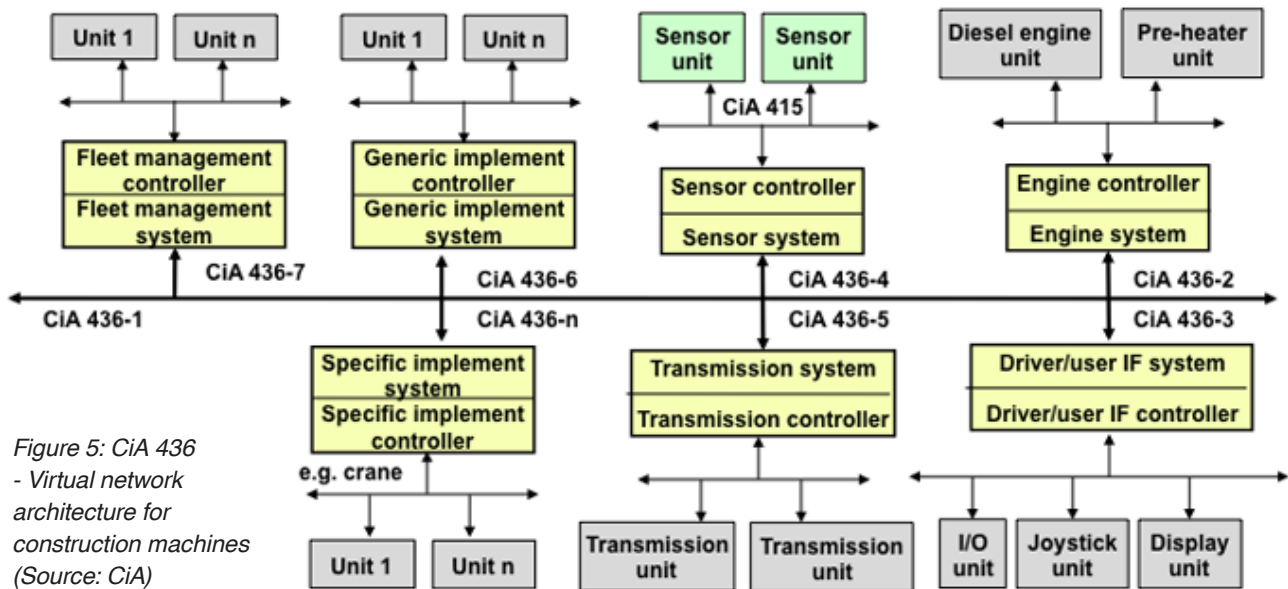 Unit 1
Unit n
Unit 1
Unit n
Sensor
unit
Sensor
unit
Diesel engine
unit
Pre-heater
unit
CiA 415
Fleet management
controller
Fleet management
system
Generic implement
controller
Generic implement
system
Sensor controller
Sensor system
Engine controller
Engine system
CiA 436-7
CiA 436-6
CiA 436-4
CiA 436-2
CiA 436-1
CiA 436-n
CiA 436-5
CiA 436-3
Specific implement
system
Specific implement
controller
Transmission system
Transmission controller
Driver/user IF system
Driver/user IF controller
e.g. crane
Unit 1
Unit n
Transmission
unit
Transmission
unit
I/O
unit
Joystick
unit
Display
unit
Figure 5: CiA 436
- Virtual network
architecture for
construction machines
(Source: CiA)